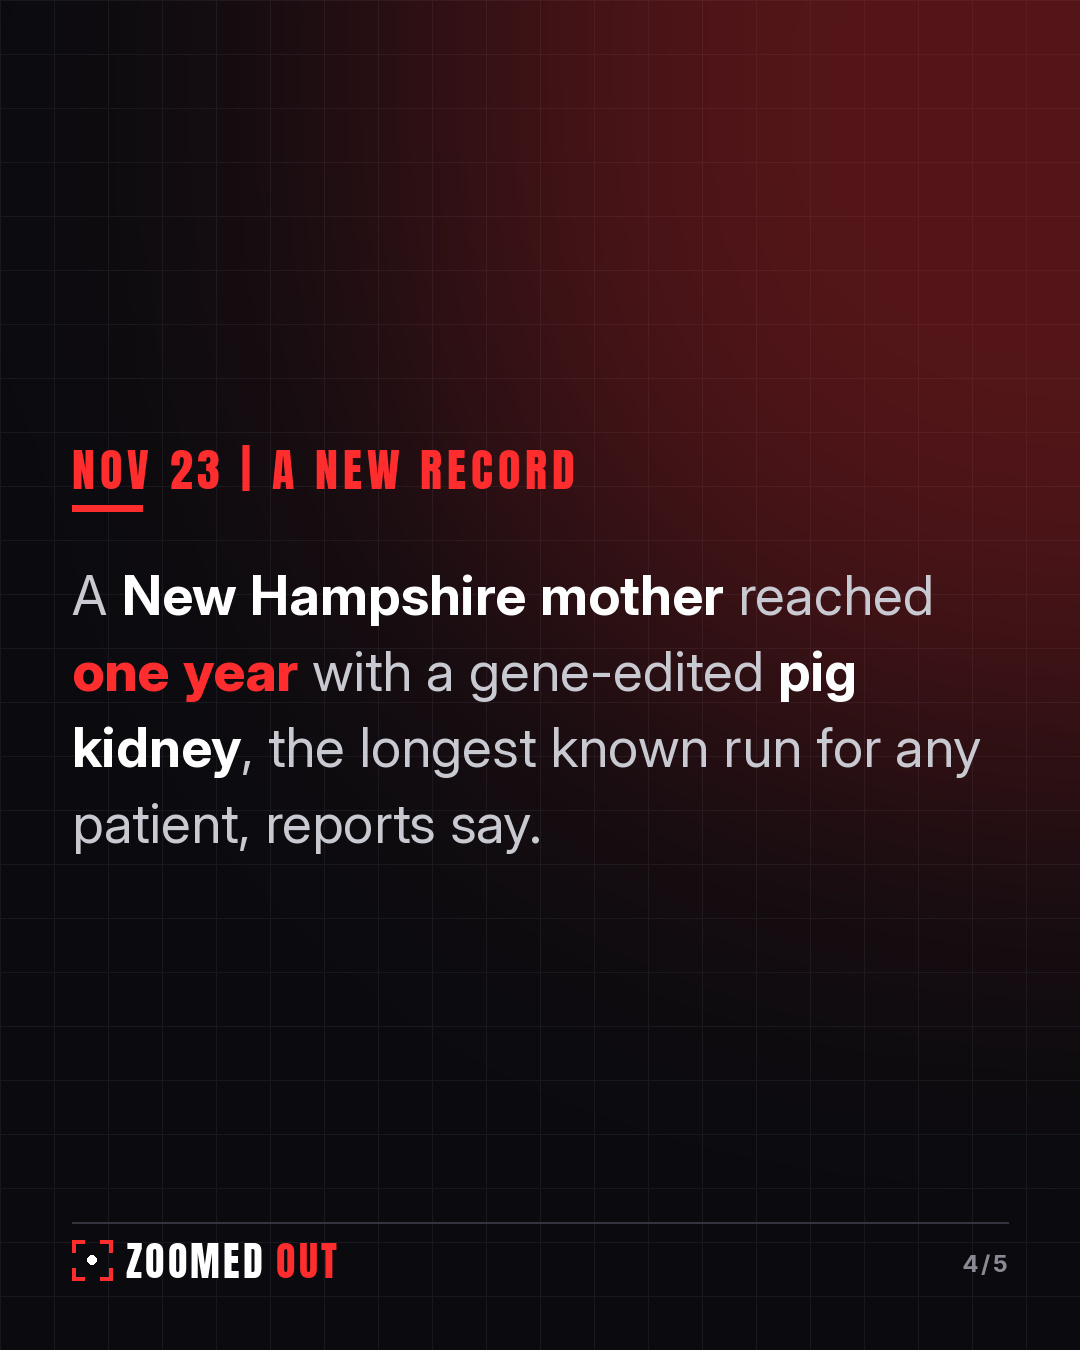 NOV 23 | A NEW RECORD
A New Hampshire mother reached
one year with a gene-edited pig
kidney, the longest known run for any
patient, reports say.
ZOOMED OUT
4/5